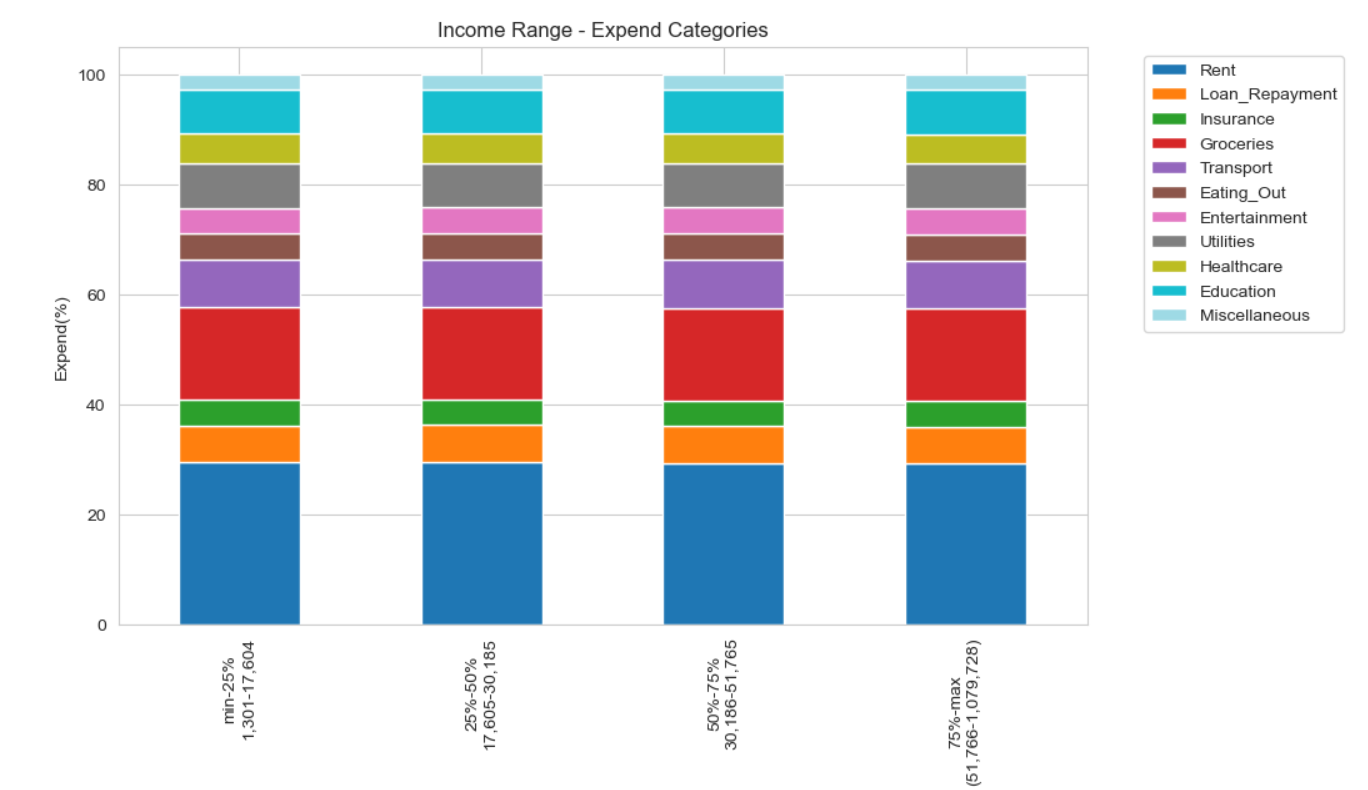 Income Range - Expend Categories
Expend(%)
100
80
60
40
20
0
min-25%
1,301-17,604
25%-50%
17,605-30,185
50%-75%
30,186-51,765
75%-max
(51,766-1,079,728)
Rent
Loan_Repayment
Insurance
Groceries
Transport
Eating_Out
Entertainment
Utilities
Healthcare
Education
Miscellaneous